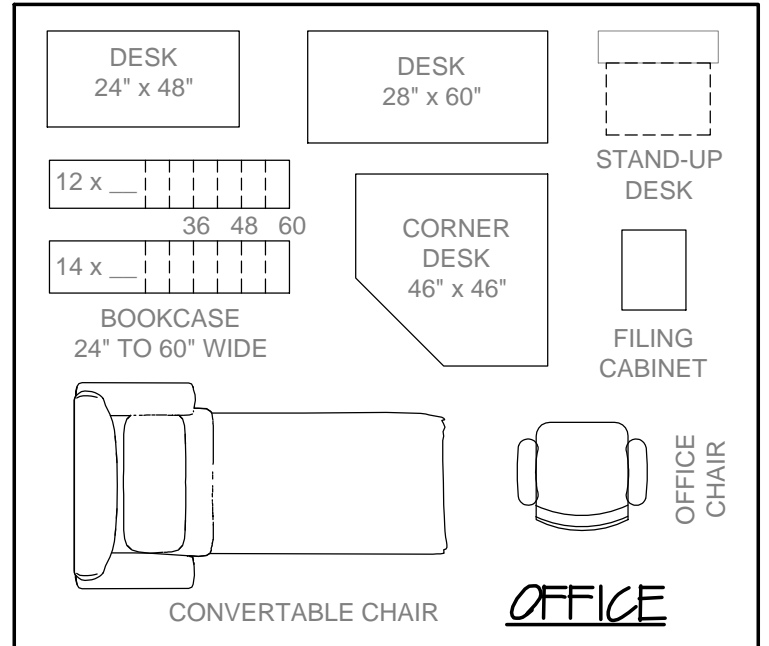 DESK
24" x 48"
DESK
28" x 60"
STAND-UP
DESK
12 x __
36 48 60
14 x __
BOOKCASE
24" TO 60" WIDE
CORNER
DESK
46" x 46"
FILING
CABINET
OFFICE
CHAIR
CONVERTABLE CHAIR
OFFICE